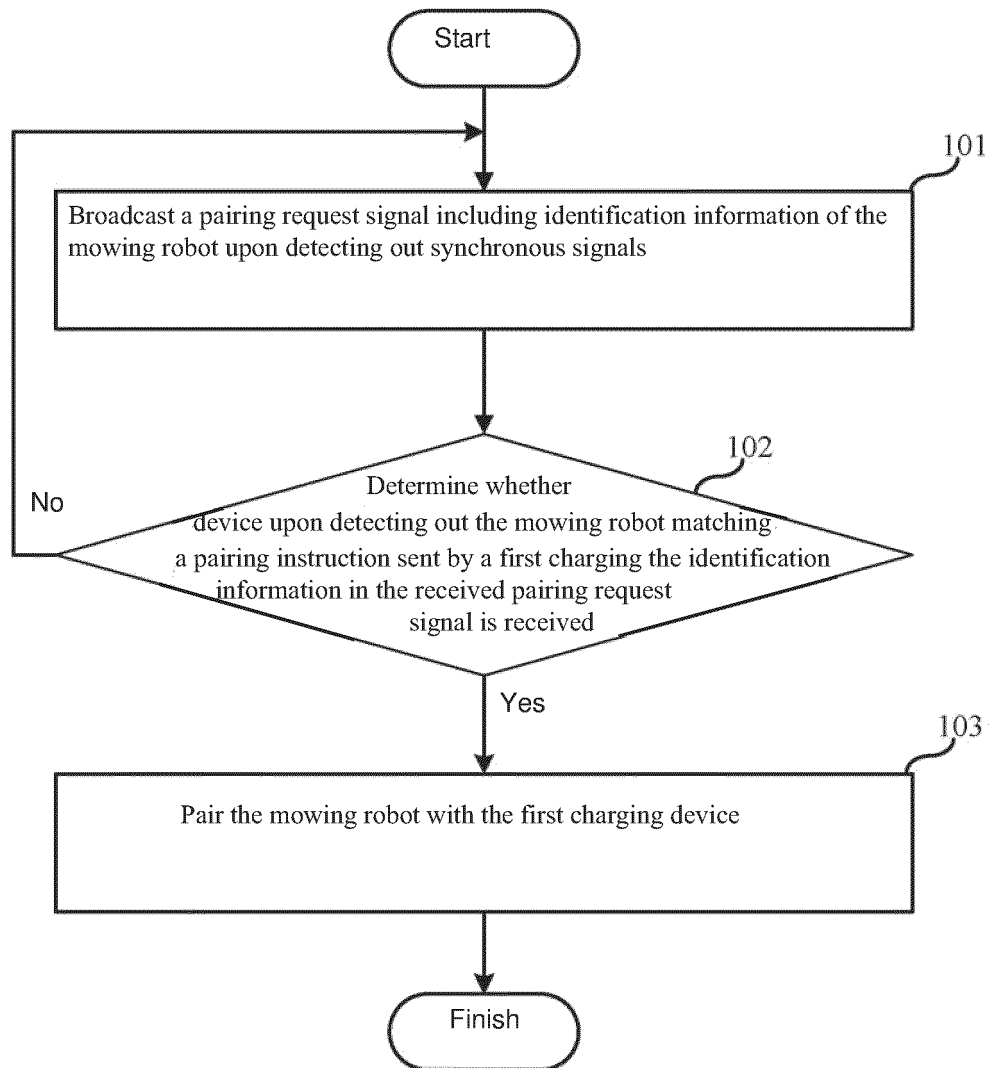 Start
101
Broadcast a pairing request signal including identification information of the
mowing robot upon detecting out synchronous signals
102
Determine whether
device upon detecting out the mowing robot matching
a pairing instruction sent by a first charging the identification
information in the received pairing request
signal is received
No
Yes
103
Pair the mowing robot with the first charging device
Finish